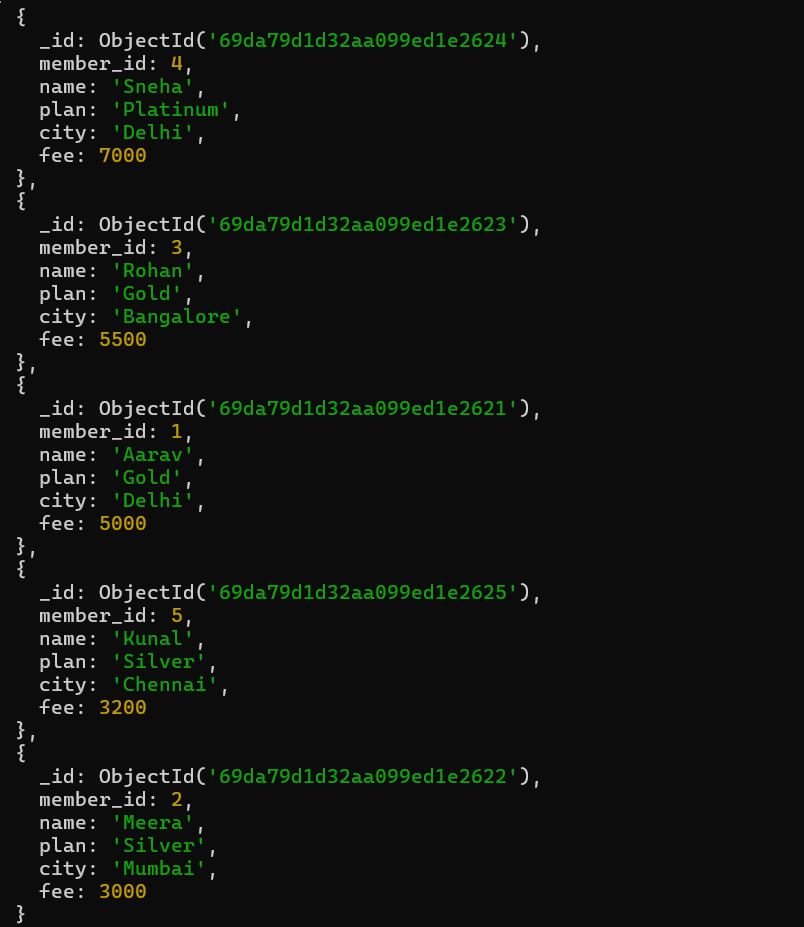 {
  _id: ObjectId('69da79d1d32aa099ed1e2624'),
  member_id: 4,
  name: 'Sneha',
  plan: 'Platinum',
  city: 'Delhi',
  fee: 7000
},
{
  _id: ObjectId('69da79d1d32aa099ed1e2623'),
  member_id: 3,
  name: 'Rohan',
  plan: 'Gold',
  city: 'Bangalore',
  fee: 5500
},
{
  _id: ObjectId('69da79d1d32aa099ed1e2621'),
  member_id: 1,
  name: 'Aarav',
  plan: 'Gold',
  city: 'Delhi',
  fee: 5000
},
{
  _id: ObjectId('69da79d1d32aa099ed1e2625'),
  member_id: 5,
  name: 'Kunal',
  plan: 'Silver',
  city: 'Chennai',
  fee: 3200
},
{
  _id: ObjectId('69da79d1d32aa099ed1e2622'),
  member_id: 2,
  name: 'Meera',
  plan: 'Silver',
  city: 'Mumbai',
  fee: 3000
}